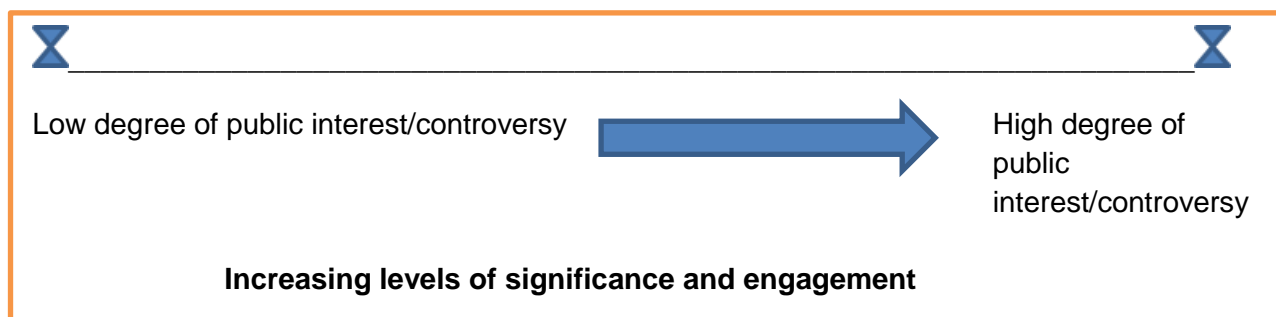 Low degree of public interest/controversy
High degree of
public
interest/controversy
Increasing levels of significance and engagement